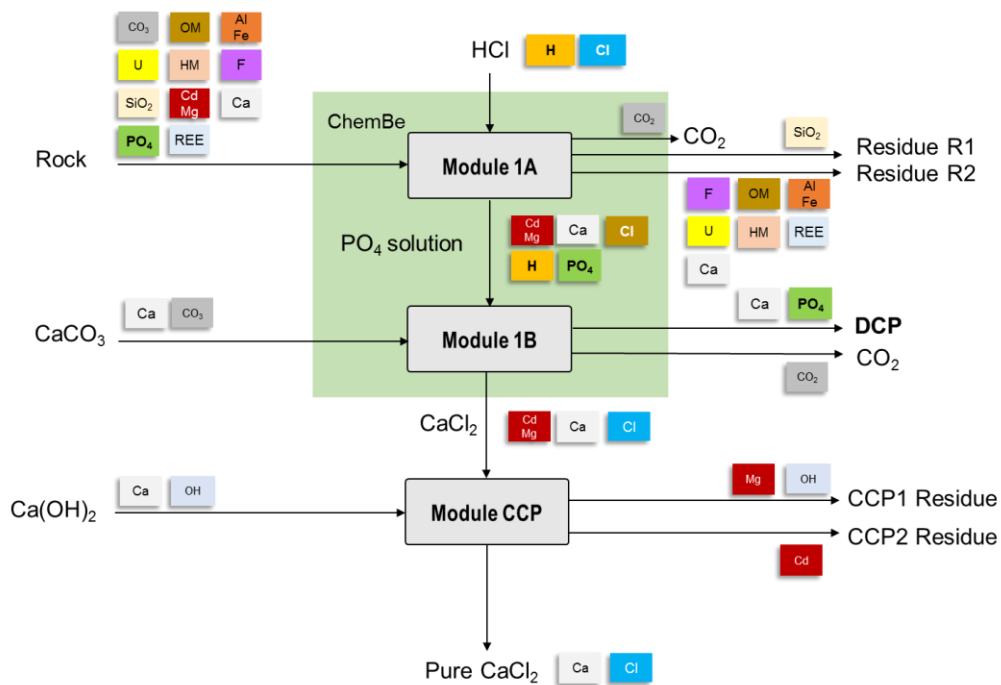 CO₃ OM Al Fe
U HM F
SiO₂ Cd Mg Ca
PO₄ REE
HCl H Cl
ChemBe
CO₂
CO₂
SiO₂
Rock
Module 1A
Residue R1
Residue R2
F OM Al Fe
U HM REE
Ca
PO₄ solution
Cd Mg Ca Cl
H PO₄
Ca CO₃
CaCO₃
Module 1B
Ca PO₄
DCP
CO₂
CO₂
CaCl₂
Cd Mg Ca Cl
Ca OH
Ca(OH)₂
Module CCP
Mg OH
CCP1 Residue
CCP2 Residue
Cd
Pure CaCl₂ Ca Cl